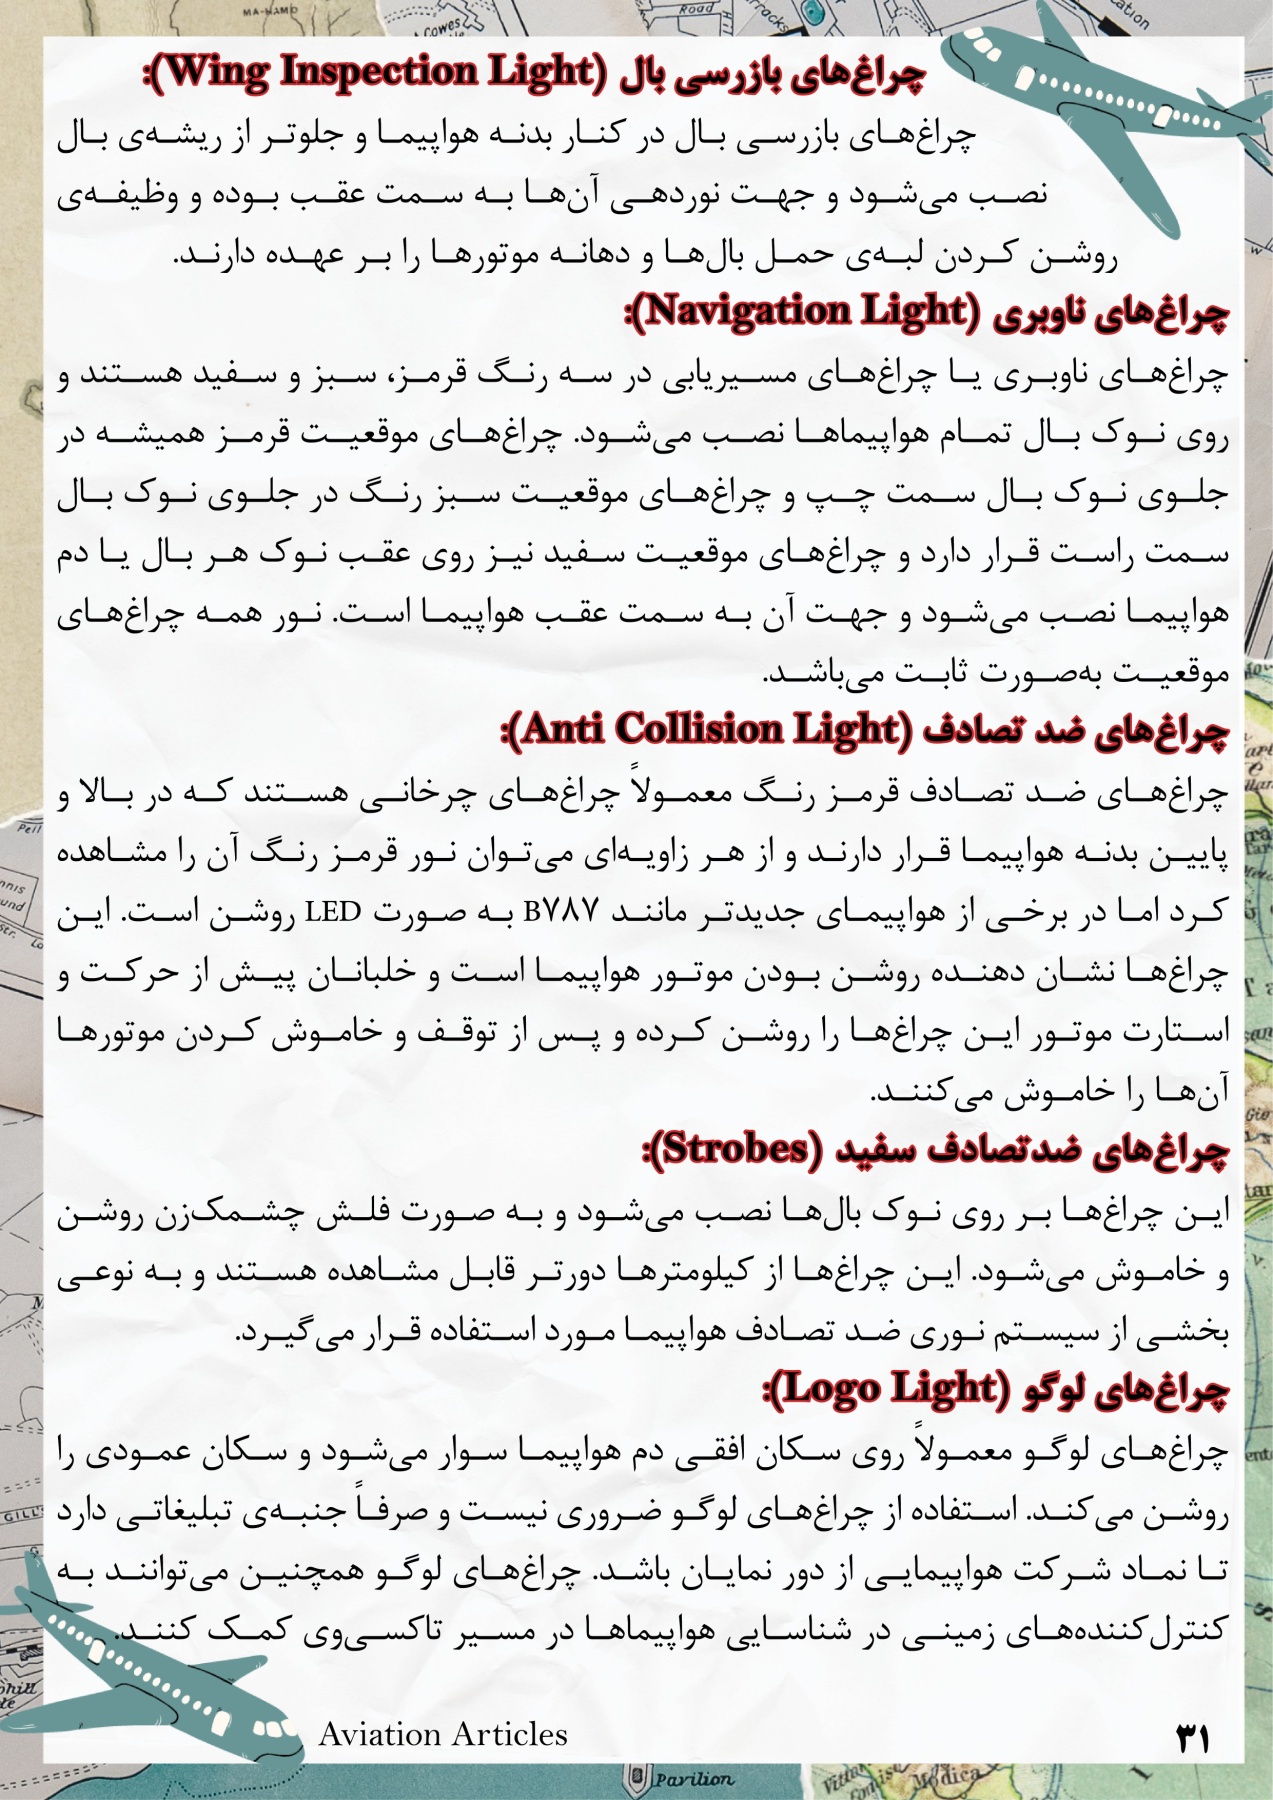 چراغ‌های بازرسی بال (Wing Inspection Light):
چراغ‌های بازرسی بال در کنار بدنه هواپیما و جلوتر از ریشه‌ی بال
نصب می‌شود و جهت نوردهی آن‌ها به سمت عقب بوده و وظیفه‌ی
روشن کردن لبه‌ی حمل بال‌ها و دهانه موتورها را بر عهده دارند.
چراغ‌های ناوبری (Navigation Light):
چراغ‌های ناوبری یا چراغ‌های مسیریابی در سه رنگ قرمز، سبز و سفید هستند و
روی نوک بال تمام هواپیماها نصب می‌شود. چراغ‌های موقعیت قرمز همیشه در
جلوی نوک بال سمت چپ و چراغ‌های موقعیت سبز رنگ در جلوی نوک بال
سمت راست قرار دارد و چراغ‌های موقعیت سفید نیز روی عقب نوک هر بال یا دم
هواپیما نصب می‌شود و جهت آن به سمت عقب هواپیما است. نور همه چراغ‌های
موقعیت به‌صورت ثابت می‌باشد.
چراغ‌های ضد تصادف (Anti Collision Light):
چراغ‌های ضد تصادف قرمز رنگ معمولاً چراغ‌های چرخانی هستند که در بالا و
پایین بدنه هواپیما قرار دارند و از هر زاویه‌ای می‌توان نور قرمز رنگ آن را مشاهده
کرد اما در برخی از هواپیمای جدیدتر مانند B۷۸۷ به صورت LED روشن است. این
چراغ‌ها نشان دهنده روشن بودن موتور هواپیما است و خلبانان پیش از حرکت و
استارت موتور این چراغ‌ها را روشن کرده و پس از توقف و خاموش کردن موتورها
آن‌ها را خاموش می‌کنند.
چراغ‌های ضدتصادف سفید (Strobes):
این چراغ‌ها بر روی نوک بال‌ها نصب می‌شود و به صورت فلش چشمک‌زن روشن
و خاموش می‌شود. این چراغ‌ها از کیلومترها دورتر قابل مشاهده هستند و به نوعی
بخشی از سیستم نوری ضد تصادف هواپیما مورد استفاده قرار می‌گیرد.
چراغ‌های لوگو (Logo Light):
چراغ‌های لوگو معمولاً روی سکان افقی دم هواپیما سوار می‌شود و سکان عمودی را
روشن می‌کند. استفاده از چراغ‌های لوگو ضروری نیست و صرفاً جنبه‌ی تبلیغاتی دارد
تا نماد شرکت هواپیمایی از دور نمایان باشد. چراغ‌های لوگو همچنین می‌توانند به
کنترل‌کننده‌های زمینی در شناسایی هواپیماها در مسیر تاکسی‌وی کمک کنند.
Aviation Articles
۳۱
Pavilion
Modica
Road
Cowes